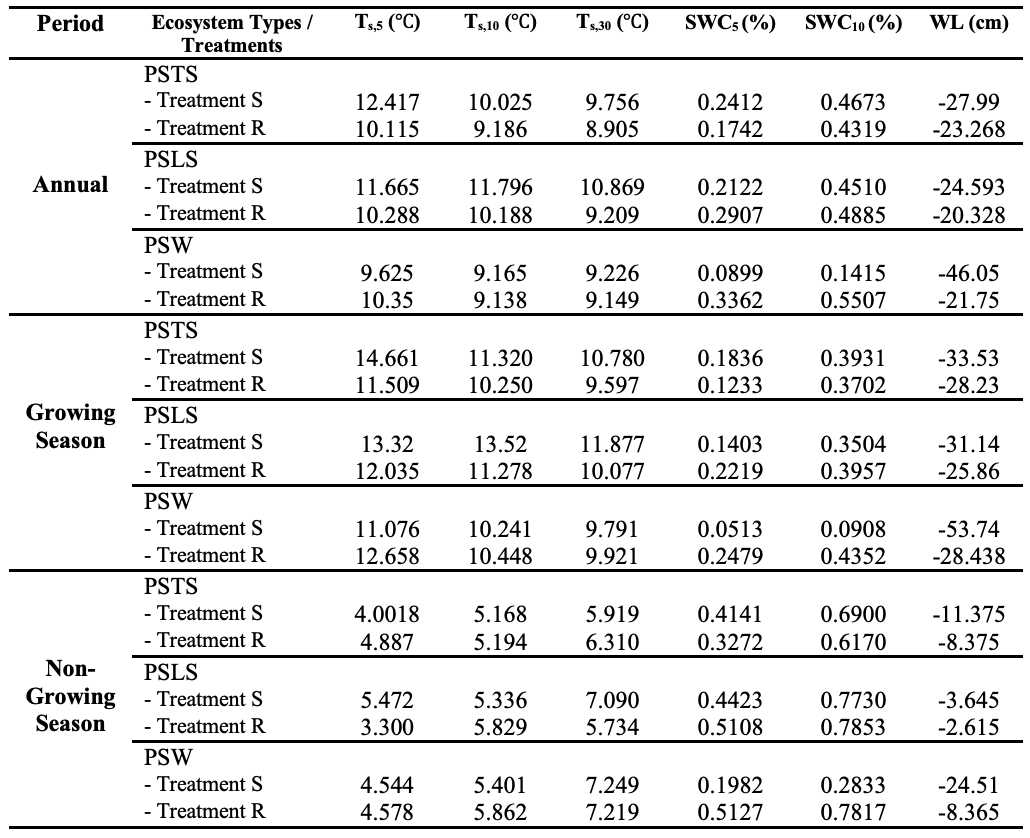 Period Ecosystem Types / Treatments Ts,5 (℃) Ts,10 (℃) Ts,30 (℃) SWC5 (%) SWC10 (%) WL (cm)
Annual
PSTS
- Treatment S 12.417 10.025 9.756 0.2412 0.4673 -27.99
- Treatment R 10.115 9.186 8.905 0.1742 0.4319 -23.268
PSLS
- Treatment S 11.665 11.796 10.869 0.2122 0.4510 -24.593
- Treatment R 10.288 10.188 9.209 0.2907 0.4885 -20.328
PSW
- Treatment S 9.625 9.165 9.226 0.0899 0.1415 -46.05
- Treatment R 10.35 9.138 9.149 0.3362 0.5507 -21.75
Growing Season
PSTS
- Treatment S 14.661 11.320 10.780 0.1836 0.3931 -33.53
- Treatment R 11.509 10.250 9.597 0.1233 0.3702 -28.23
PSLS
- Treatment S 13.32 13.52 11.877 0.1403 0.3504 -31.14
- Treatment R 12.035 11.278 10.077 0.2219 0.3957 -25.86
PSW
- Treatment S 11.076 10.241 9.791 0.0513 0.0908 -53.74
- Treatment R 12.658 10.448 9.921 0.2479 0.4352 -28.438
Non-Growing Season
PSTS
- Treatment S 4.0018 5.168 5.919 0.4141 0.6900 -11.375
- Treatment R 4.887 5.194 6.310 0.3272 0.6170 -8.375
PSLS
- Treatment S 5.472 5.336 7.090 0.4423 0.7730 -3.645
- Treatment R 3.300 5.829 5.734 0.5108 0.7853 -2.615
PSW
- Treatment S 4.544 5.401 7.249 0.1982 0.2833 -24.51
- Treatment R 4.578 5.862 7.219 0.5127 0.7817 -8.365